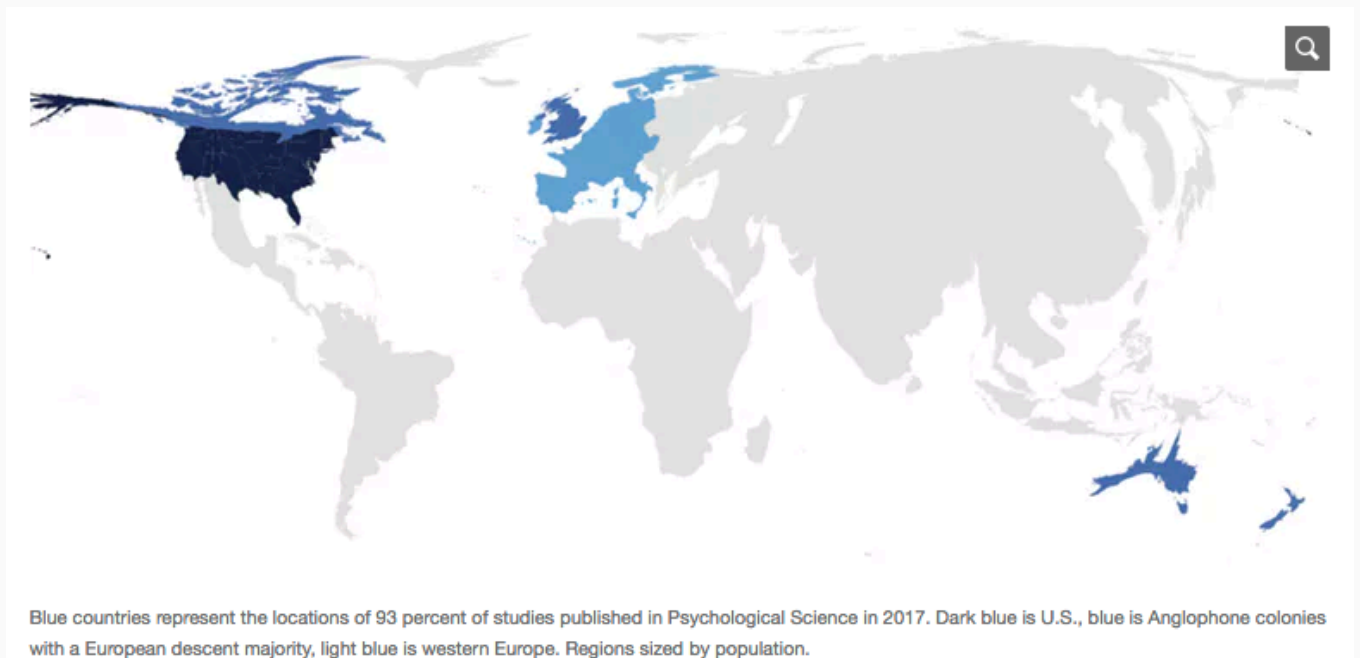 Blue countries represent the locations of 93 percent of studies published in Psychological Science in 2017. Dark blue is U.S., blue is Anglophone colonies
with a European descent majority, light blue is western Europe. Regions sized by population.